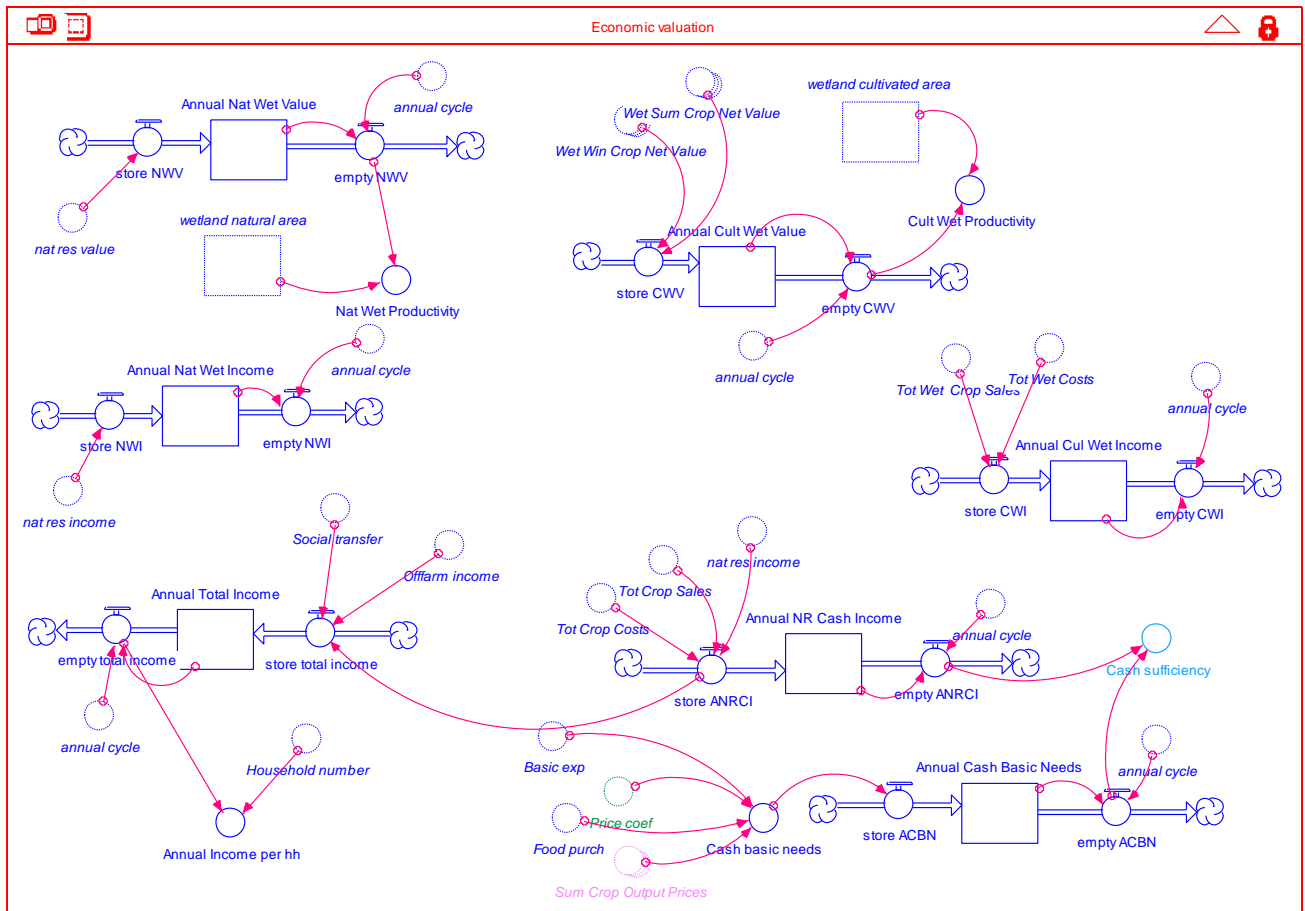 Economic valuation
annual cycle
Annual Nat Wet Value
store NWV
empty NWV
nat res value
wetland natural area
Nat Wet Productivity
Wet Sum Crop Net Value
Wet Win Crop Net Value
wetland cultivated area
Cult Wet Productivity
Annual Cult Wet Value
store CWV
empty CWV
annual cycle
Annual Nat Wet Income
annual cycle
store NWI
empty NWI
nat res income
Tot Wet Crop Sales
Tot Wet Costs
annual cycle
Annual Cul Wet Income
store CWI
empty CWI
Social transfer
Offfarm income
Annual Total Income
empty total income
store total income
annual cycle
Household number
Annual Income per hh
nat res income
Tot Crop Sales
Tot Crop Costs
Annual NR Cash Income
annual cycle
store ANRCI
empty ANRCI
Cash sufficiency
Basic exp
Price coef
Food purch
Sum Crop Output Prices
Cash basic needs
Annual Cash Basic Needs
annual cycle
store ACBN
empty ACBN